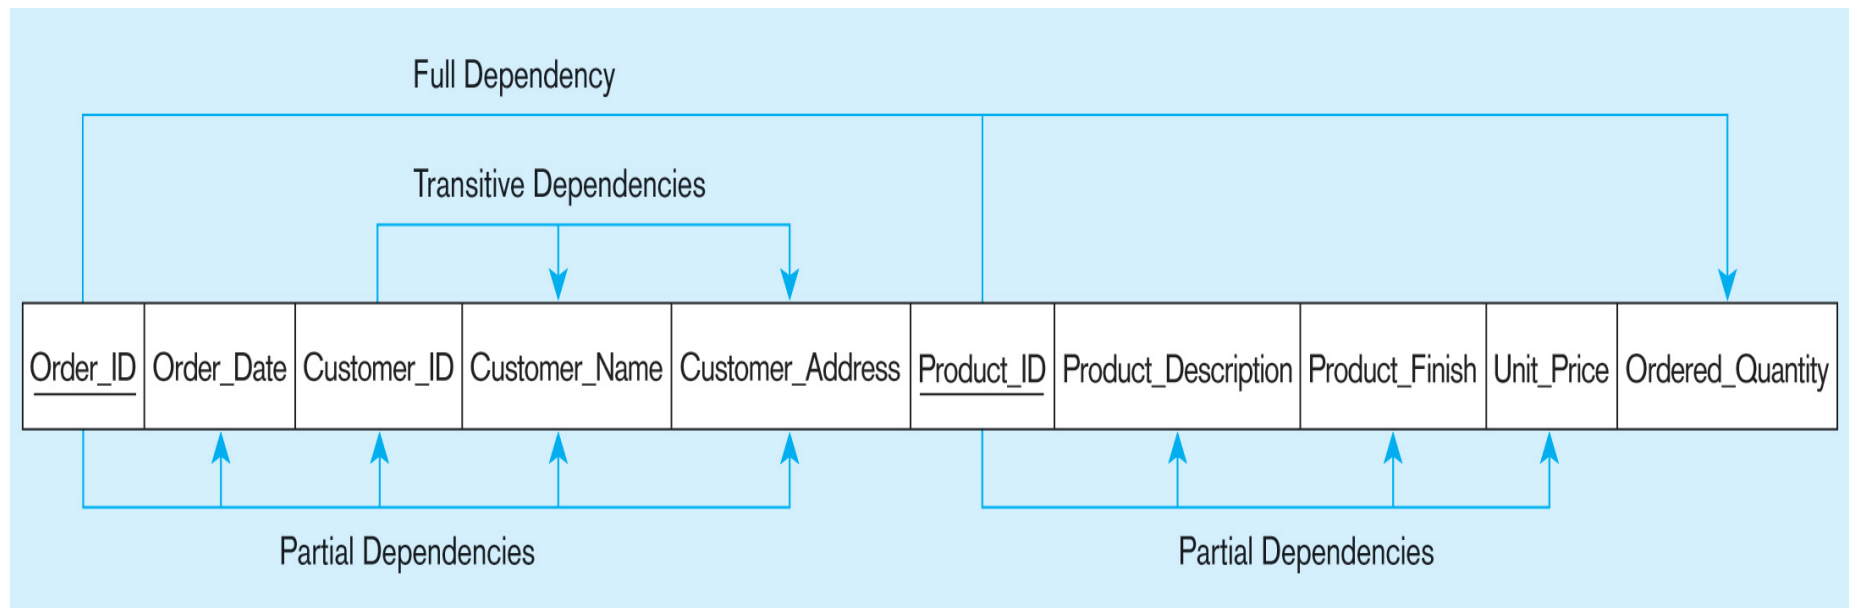 Full Dependency
Transitive Dependencies
Order_ID Order_Date Customer_ID Customer_Name Customer_Address Product_ID Product_Description Product_Finish Unit_Price Ordered_Quantity
Partial Dependencies Partial Dependencies